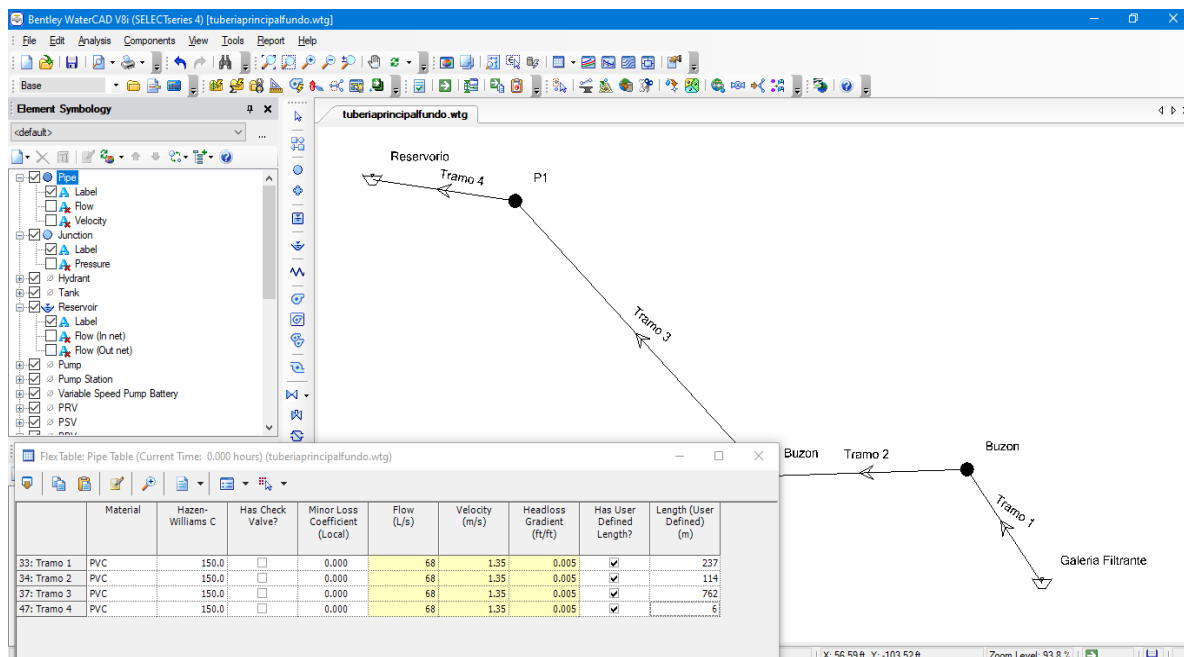 Bentley WaterCAD V8i (SELECTseries 4) [tuberiaprincipalfundo.wtg]
File Edit Analysis Components View Tools Report Help
Base
Element Symbology
<default>
...
Pipe
Label
Flow
Velocity
Junction
Label
Pressure
Hydrant
Tank
Reservoir
Label
Flow (In net)
Flow (Out net)
Pump
Pump Station
Variable Speed Pump Battery
PRV
PSV
tuberiaprincipalfundo.wtg
Reservorio
Tramo 4
P1
Tramo 3
Buzon
Tramo 2
Buzon
Tramo 1
Galeria Filtrante
FlexTable: Pipe Table (Current Time: 0.000 hours) (tuberiaprincipalfundo.wtg)
Material Hazen-Williams C Has Check Valve? Minor Loss Coefficient (Local) Flow (L/s) Velocity (m/s) Headloss Gradient (ft/ft) Has User Defined Length? Length (User Defined) (m)
33: Tramo 1 PVC 150.0 0.000 68 1.35 0.005 237
34: Tramo 2 PVC 150.0 0.000 68 1.35 0.005 114
37: Tramo 3 PVC 150.0 0.000 68 1.35 0.005 762
47: Tramo 4 PVC 150.0 0.000 68 1.35 0.005 6
X: 56.59 ft, Y: -103.52 ft Zoom Level: 93.8 %